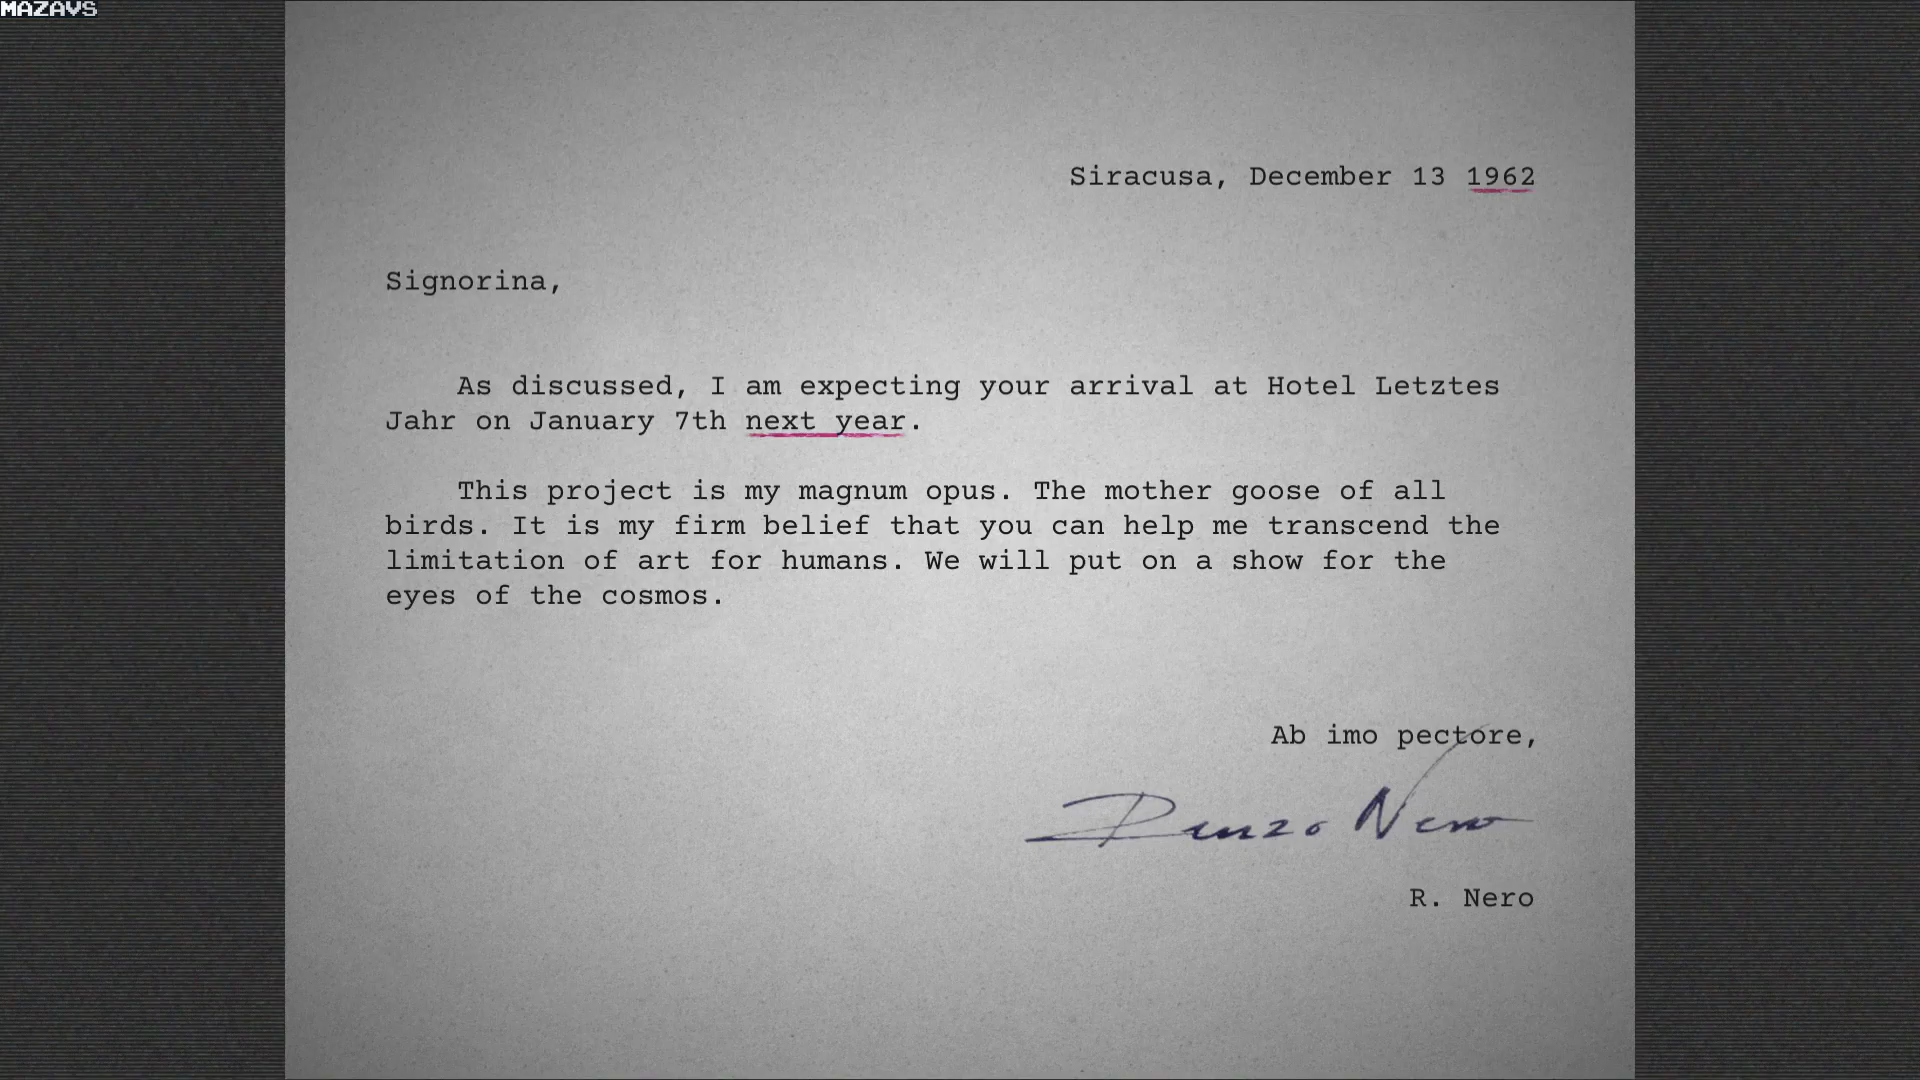 MAZAVS
Siracusa, December 13 1962
Signorina,
As discussed, I am expecting your arrival at Hotel Letztes
Jahr on January 7th next year.
This project is my magnum opus. The mother goose of all
birds. It is my firm belief that you can help me transcend the
limitation of art for humans. We will put on a show for the
eyes of the cosmos.
Ab imo pectore,
Renzo Nero
R. Nero